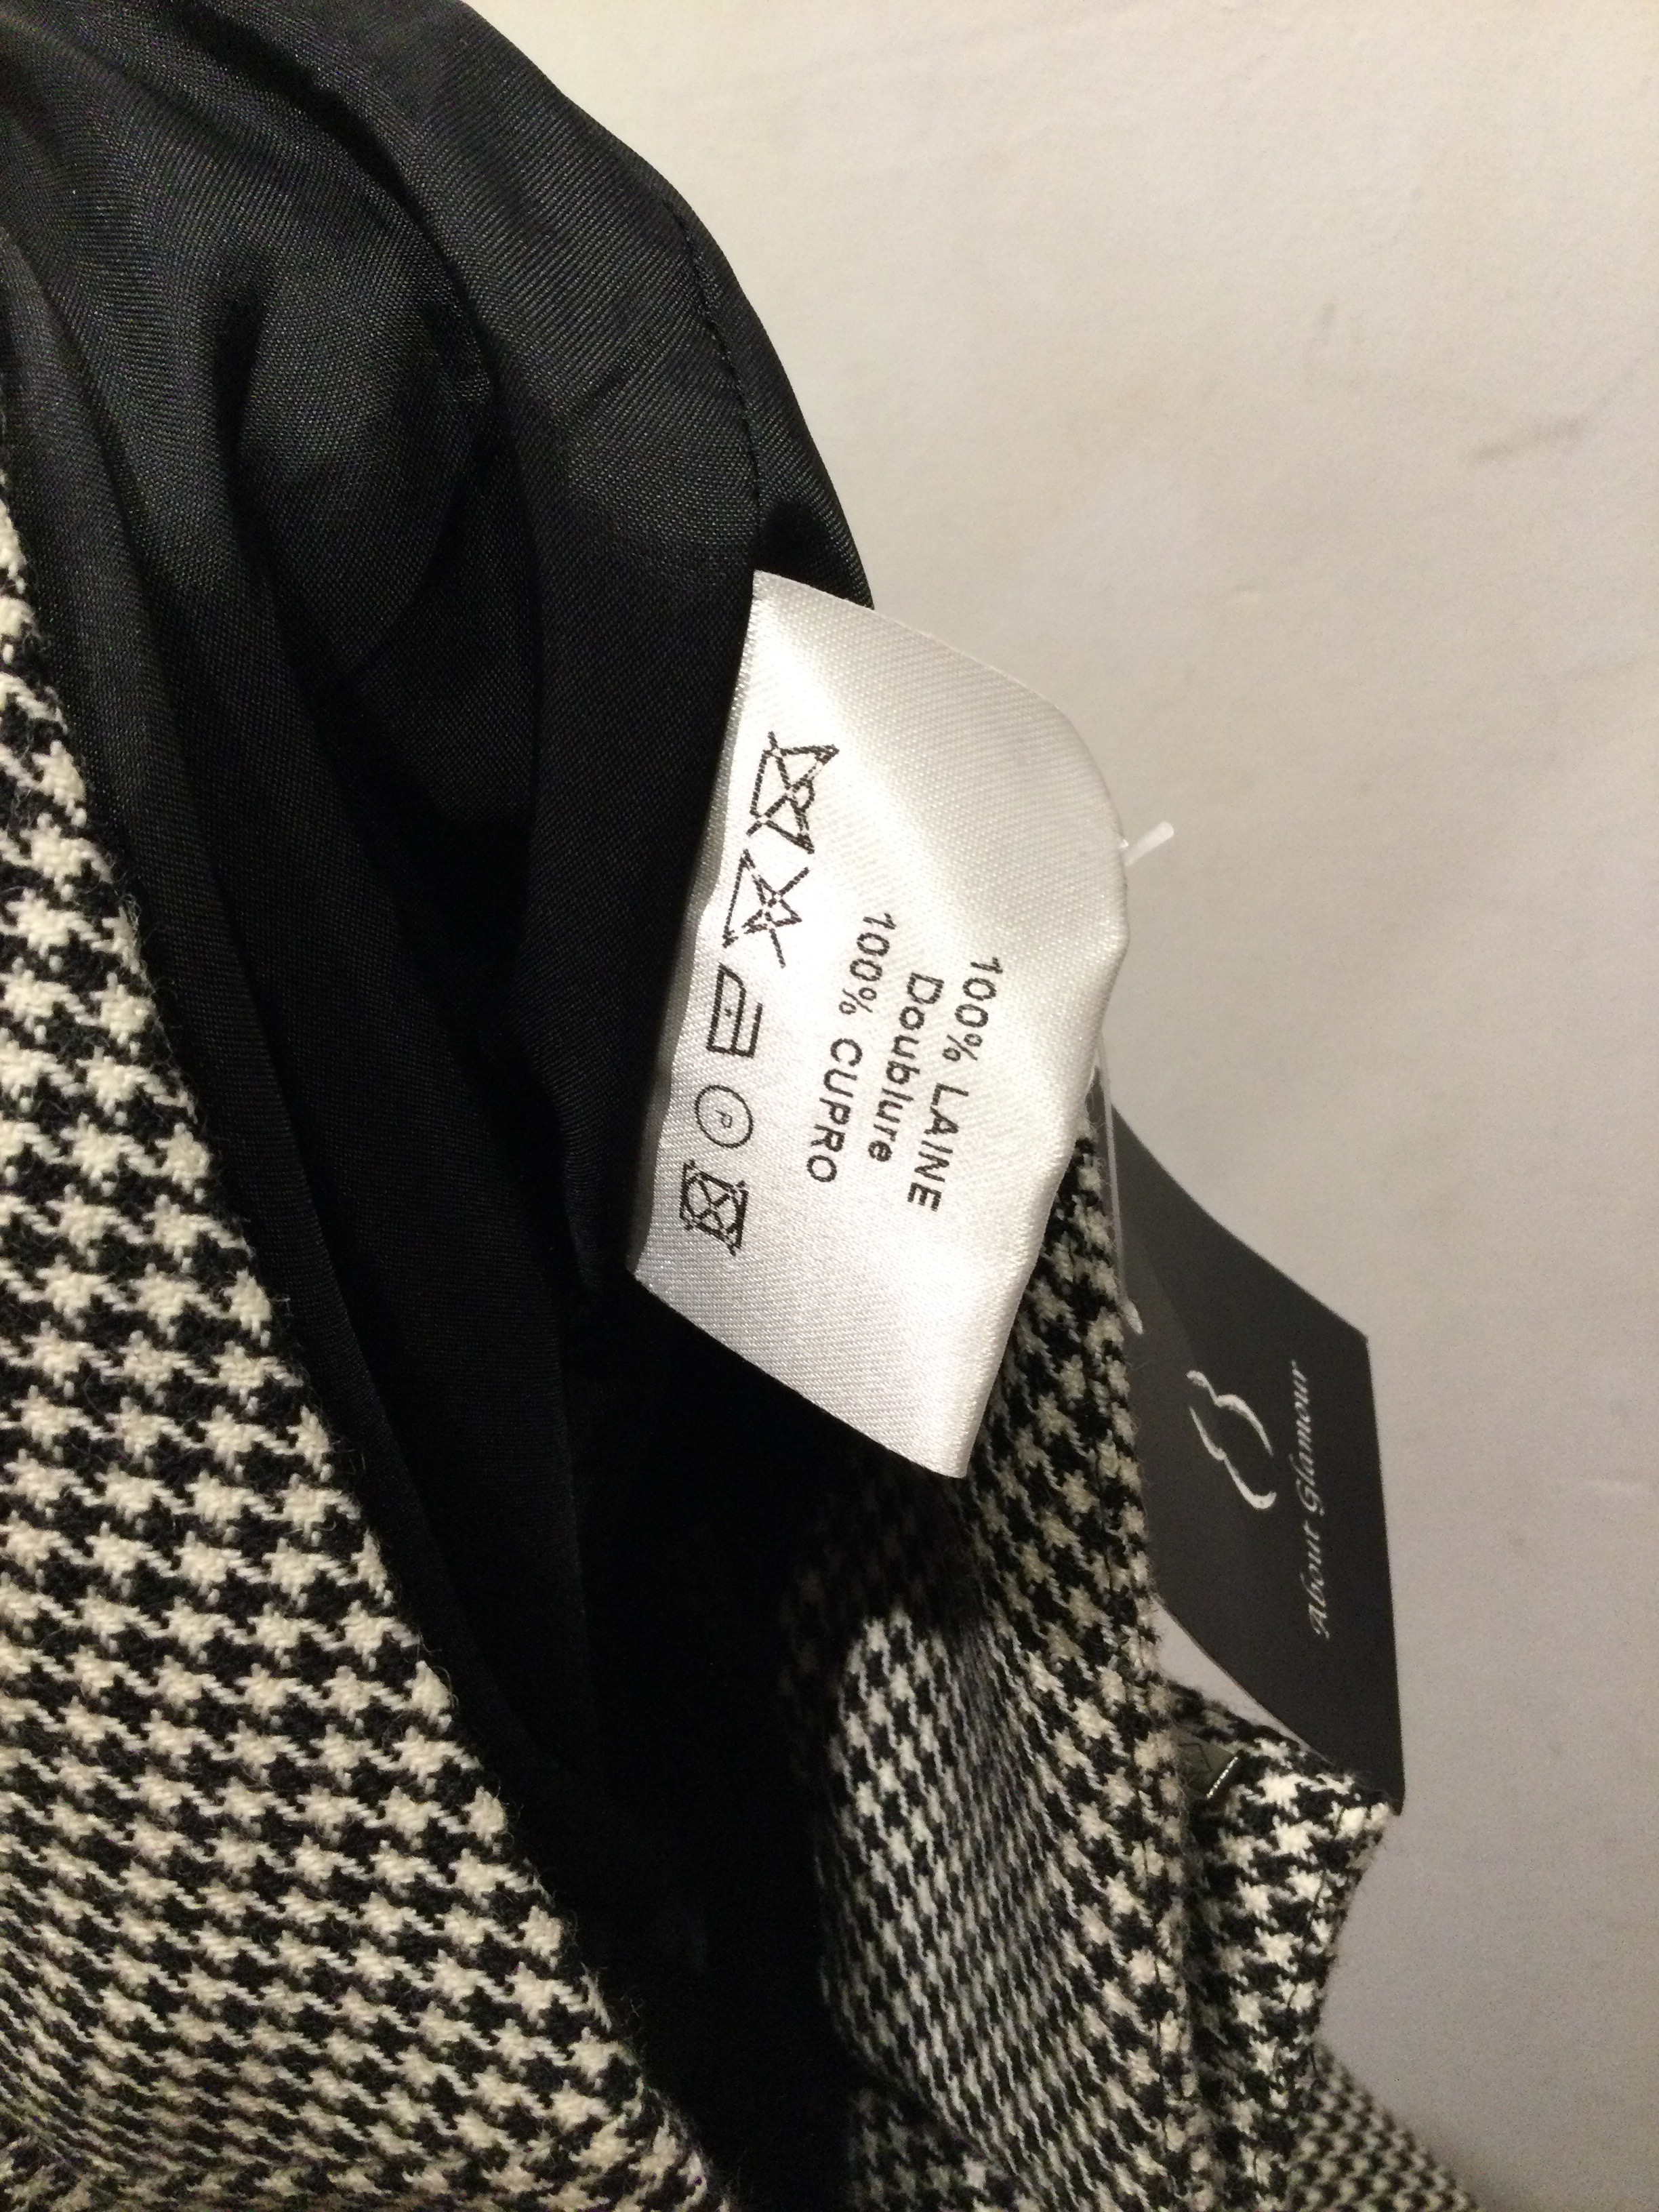 100% LAINE
Doublure
100% CUPRO
P
About Glamour